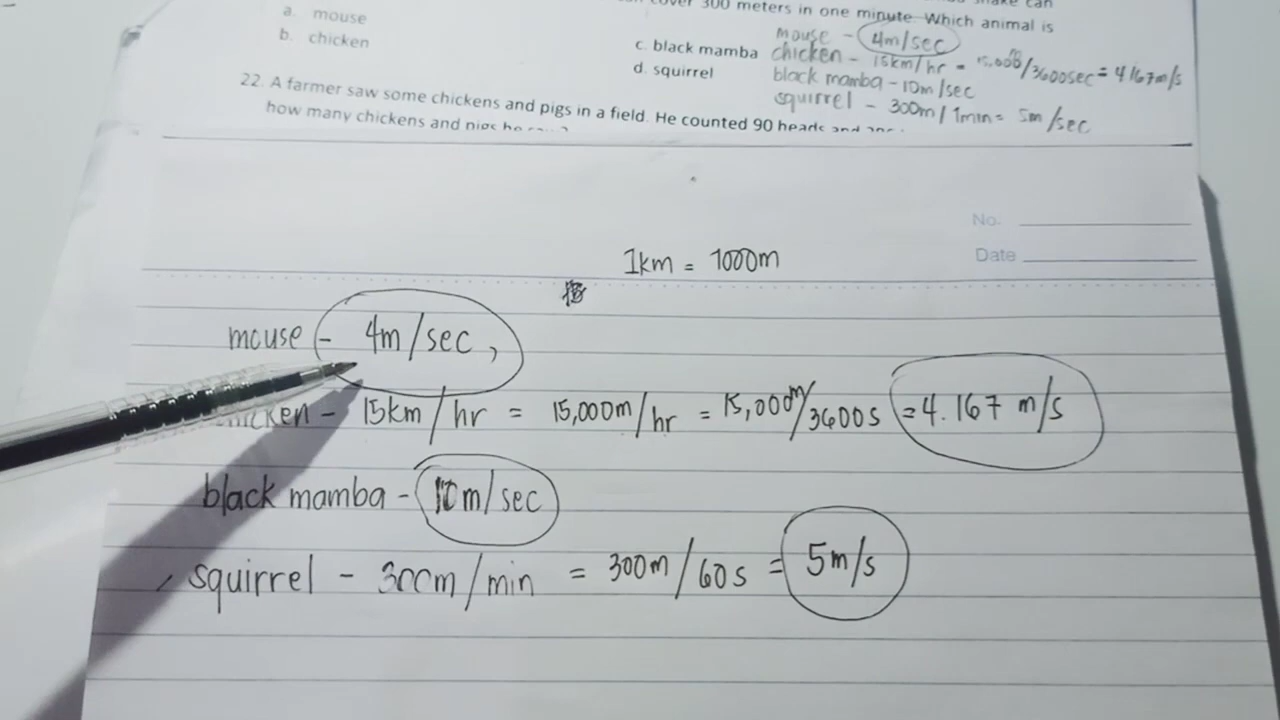 300 meters in one minute. Which animal is
a. mouse
b. chicken
c. black mamba
d. squirrel
mouse - 4m/sec
chicken - 15km/hr = 15,000m/3600sec = 4.167m/s
black mamba - 10m/sec
squirrel - 300m/1min = 5m/sec
22. A farmer saw some chickens and pigs in a field. He counted 90 heads and
how many chickens and pigs he
No.
Date
1km = 1000m
mouse - 4m/sec,
15km/hr = 15,000m/hr = 15,000m/3600s = 4.167 m/s
black mamba - 10m/sec
squirrel - 300m/min = 300m/60s = 5m/s